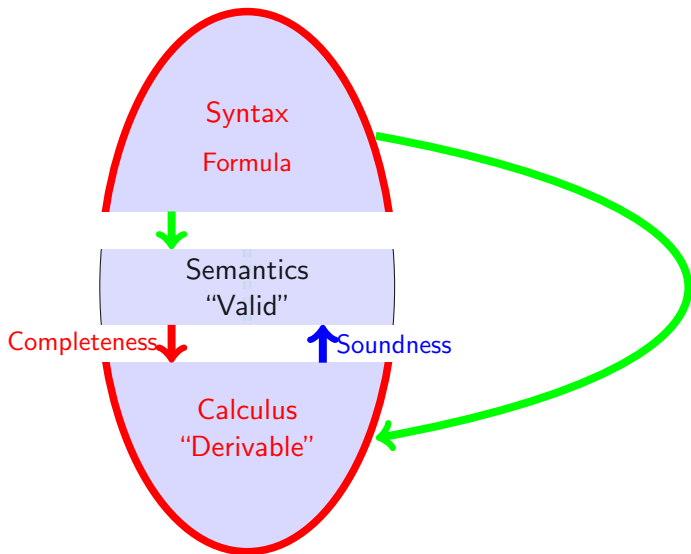 Syntax
Formula
Semantics
“Valid”
Completeness
Soundness
Calculus
“Derivable”